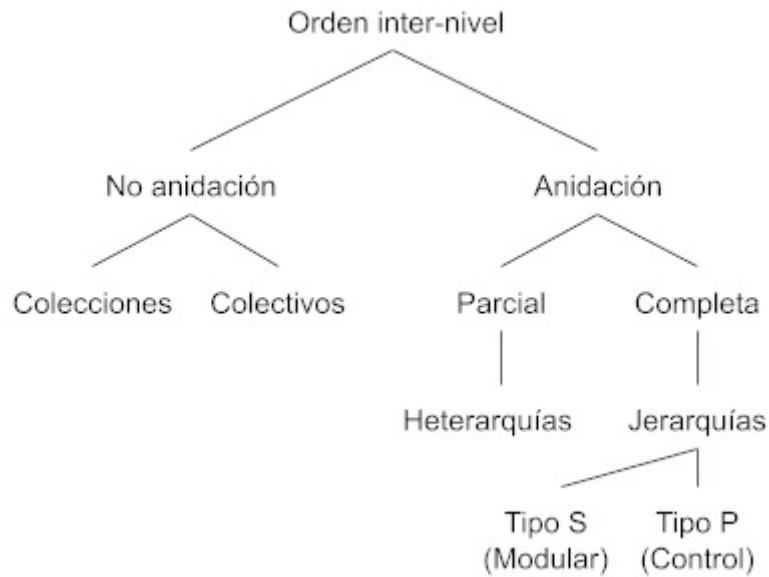 Orden inter-nivel
No anidación
Anidación
Colecciones
Colectivos
Parcial
Completa
Heterarquías
Jerarquías
Tipo S
(Modular)
Tipo P
(Control)